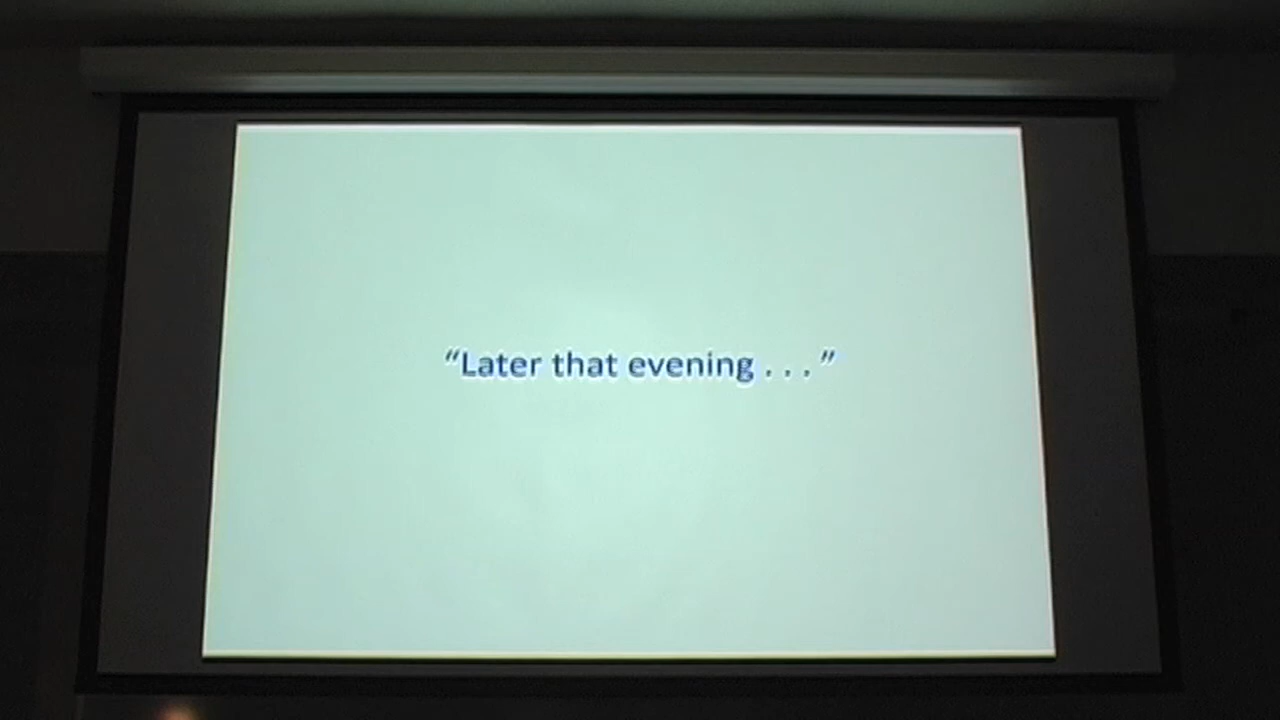 “Later that evening . . . ”